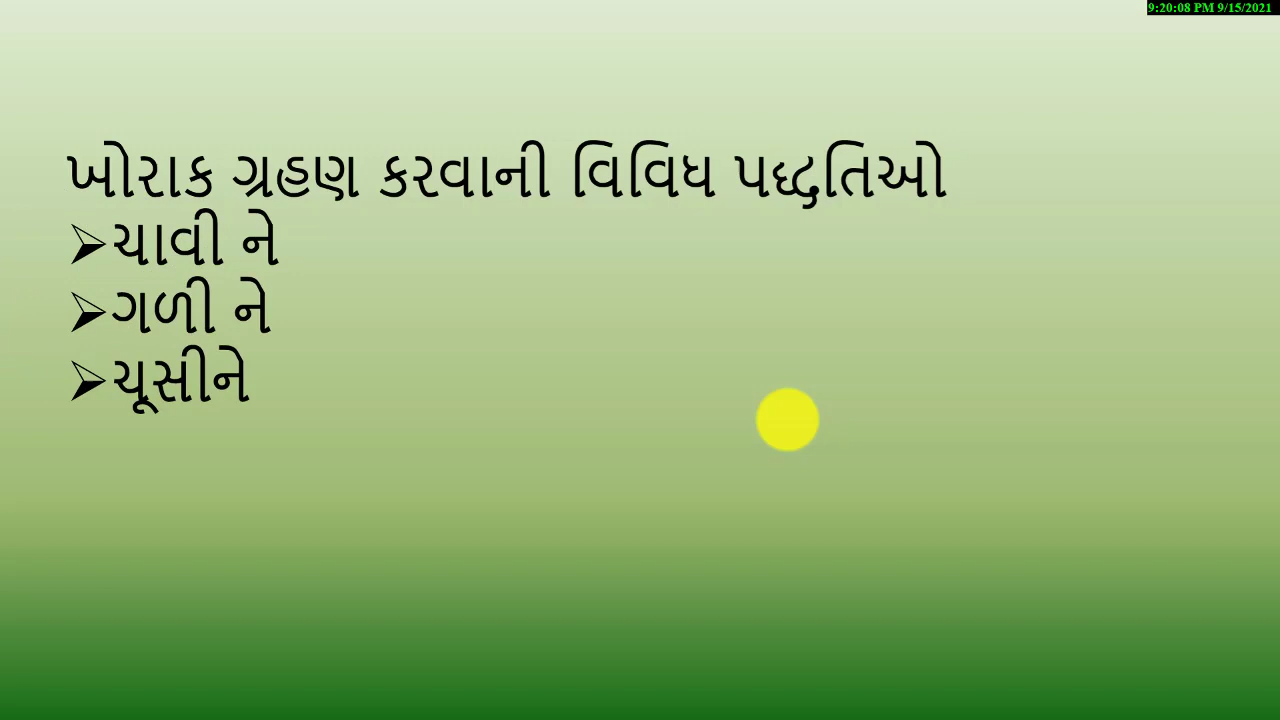 9:20:08 PM 9/15/2021
ખોરાક ગ્રહણ કરવાની વિવિધ પદ્ધતિઓ
➢ચાવી ને
➢ગળી ને
➢ચૂસીને